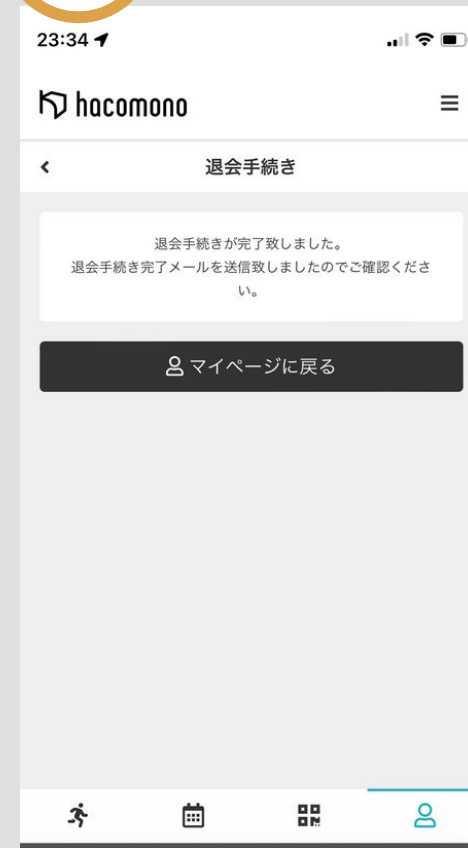 23:34
hacomono
退会手続き
退会手続きが完了致しました。
退会手続き完了メールを送信致しましたのでご確認くださ
い。
マイページに戻る